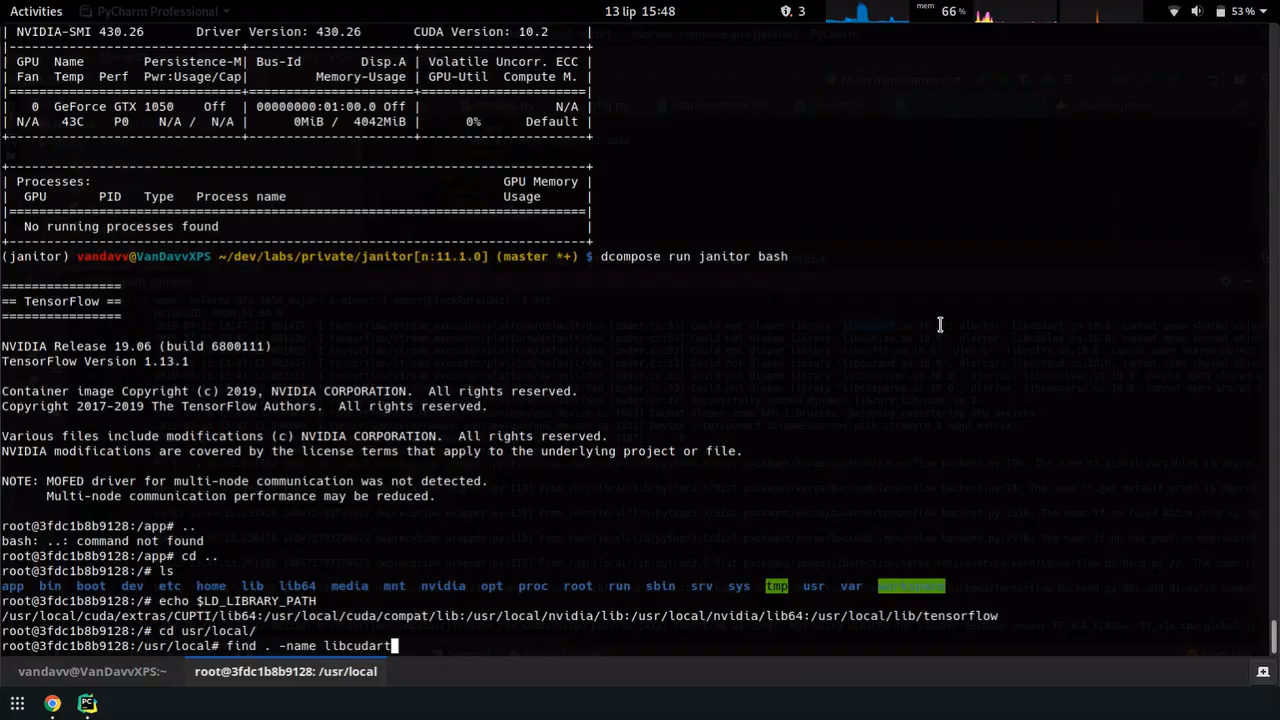 Activities PyCharm Professional 13 lip 15:48 3 mem 66% 53 %
| NVIDIA-SMI 430.26 Driver Version: 430.26 CUDA Version: 10.2 |
|-------------------------------+----------------------+----------------------+
| GPU Name Persistence-M| Bus-Id Disp.A | Volatile Uncorr. ECC |
| Fan Temp Perf Pwr:Usage/Cap| Memory-Usage | GPU-Util Compute M. |
|===============================+======================+======================|
| 0 GeForce GTX 1050 Off | 00000000:01:00.0 Off | N/A |
| N/A 43C P0 N/A / N/A | 0MiB / 4042MiB | 0% Default |
+-------------------------------+----------------------+----------------------+
+-----------------------------------------------------------------------------+
| Processes: GPU Memory |
| GPU PID Type Process name Usage |
|=============================================================================|
| No running processes found |
+-----------------------------------------------------------------------------+
(janitor) vandavv@VanDavvXPS ~/dev/labs/private/janitor[n:11.1.0] (master *+) $ dcompose run janitor bash
================
== TensorFlow ==
================
NVIDIA Release 19.06 (build 6800111)
TensorFlow Version 1.13.1
Container image Copyright (c) 2019, NVIDIA CORPORATION. All rights reserved.
Copyright 2017-2019 The TensorFlow Authors. All rights reserved.
Various files include modifications (c) NVIDIA CORPORATION. All rights reserved.
NVIDIA modifications are covered by the license terms that apply to the underlying project or file.
NOTE: MOFED driver for multi-node communication was not detected.
Multi-node communication performance may be reduced.
root@3fdc1b8b9128:/app# ..
bash: ..: command not found
root@3fdc1b8b9128:/app# cd ..
root@3fdc1b8b9128:/# ls
app bin boot dev etc home lib lib64 media mnt nvidia opt proc root run sbin srv sys tmp usr var workspace
root@3fdc1b8b9128:/# echo $LD_LIBRARY_PATH
/usr/local/cuda/extras/CUPTI/lib64:/usr/local/cuda/compat/lib:/usr/local/nvidia/lib:/usr/local/nvidia/lib64:/usr/local/lib/tensorflow
root@3fdc1b8b9128:/# cd usr/local/
root@3fdc1b8b9128:/usr/local# find . -name libcudart
vandavv@VanDavvXPS:~ root@3fdc1b8b9128: /usr/local